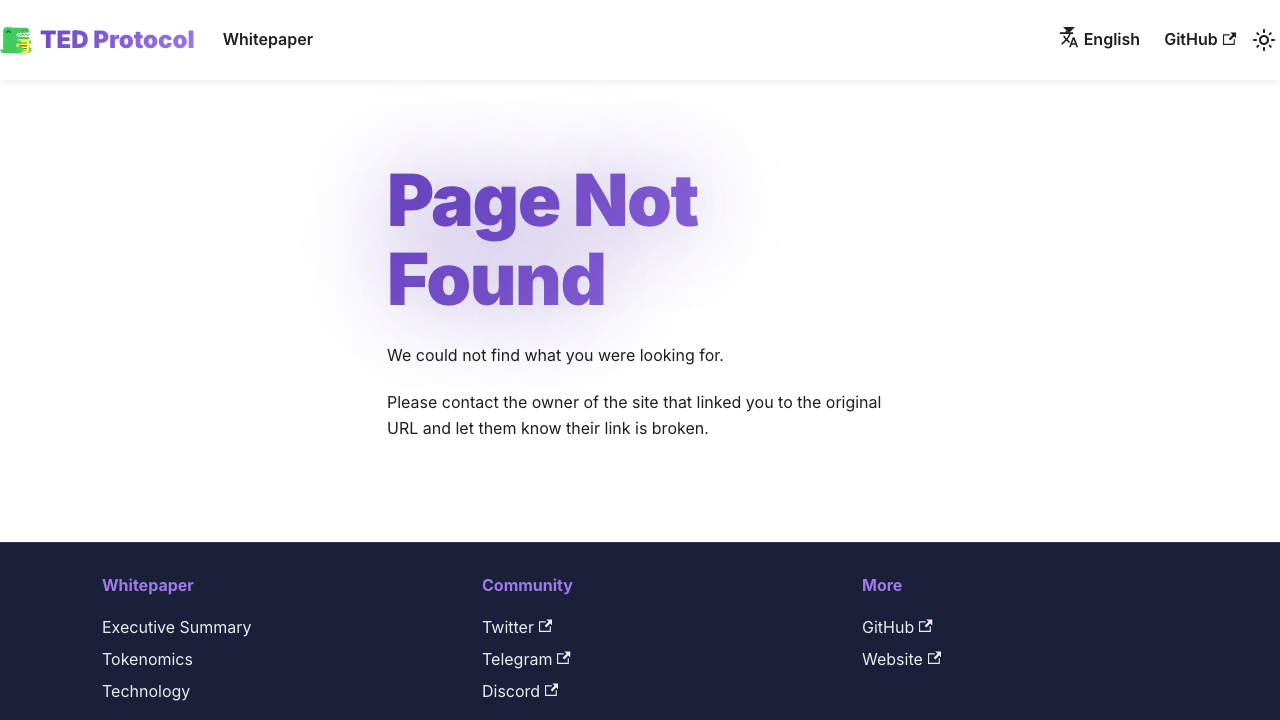 TED Protocol
Whitepaper
English
GitHub
Page Not
Found
We could not find what you were looking for.
Please contact the owner of the site that linked you to the original
URL and let them know their link is broken.
Whitepaper
Executive Summary
Tokenomics
Technology
Community
Twitter
Telegram
Discord
More
GitHub
Website